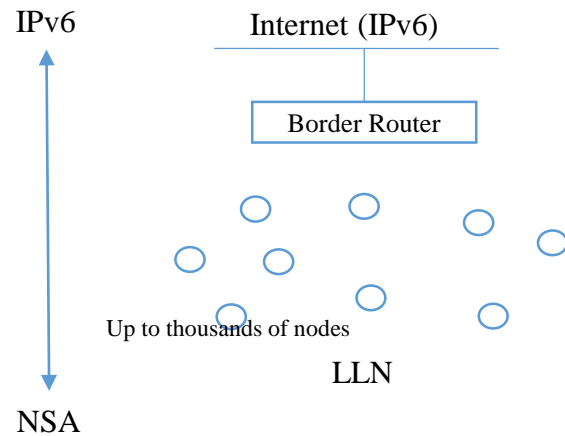 IPv6
Internet (IPv6)
Border Router
Up to thousands of nodes
LLN
NSA